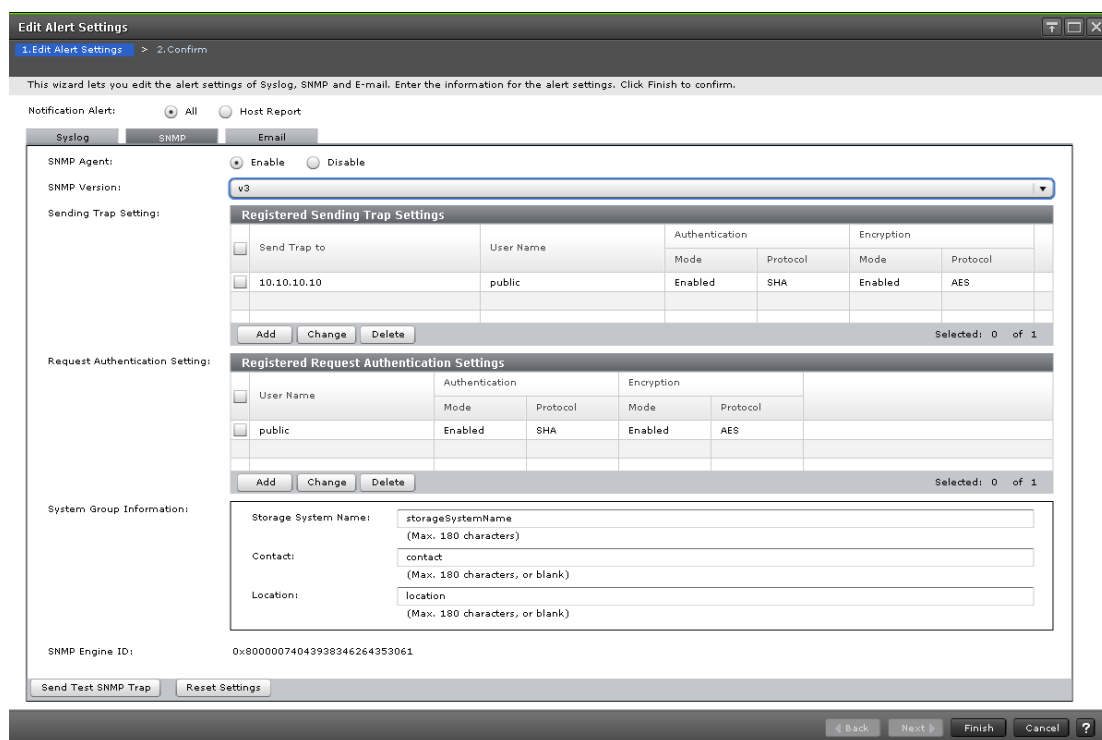 Edit Alert Settings
1.Edit Alert Settings > 2.Confirm
This wizard lets you edit the alert settings of Syslog, SNMP and E-mail. Enter the information for the alert settings. Click Finish to confirm.
Notification Alert: All Host Report
Syslog SNMP Email
SNMP Agent: Enable Disable
SNMP Version: v3
Sending Trap Setting: Registered Sending Trap Settings
Send Trap to User Name Authentication Encryption
Mode Protocol Mode Protocol
10.10.10.10 public Enabled SHA Enabled AES
Add Change Delete Selected: 0 of 1
Request Authentication Setting: Registered Request Authentication Settings
User Name Authentication Encryption
Mode Protocol Mode Protocol
public Enabled SHA Enabled AES
Add Change Delete Selected: 0 of 1
System Group Information:
Storage System Name: storageSystemName
(Max. 180 characters)
Contact: contact
(Max. 180 characters, or blank)
Location: location
(Max. 180 characters, or blank)
SNMP Engine ID: 0x80000074043938346264353061
Send Test SNMP Trap Reset Settings
Back Next Finish Cancel ?